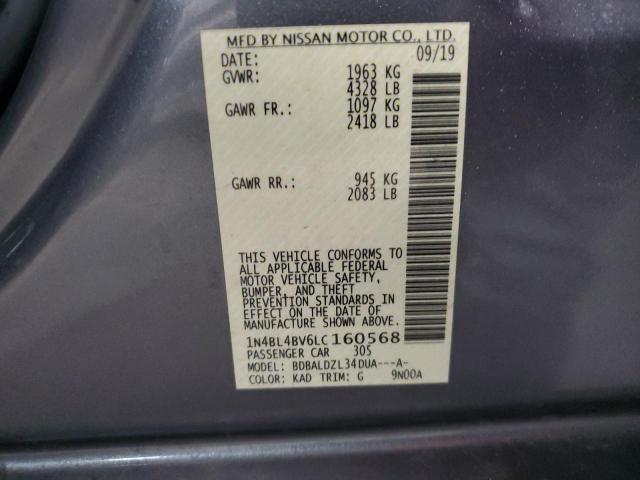 MFD BY NISSAN MOTOR CO., LTD.
DATE: 09/19
GVWR: 1963 KG
4328 LB
GAWR FR.: 1097 KG
2418 LB
GAWR RR.: 945 KG
2083 LB
THIS VEHICLE CONFORMS TO
ALL APPLICABLE FEDERAL
MOTOR VEHICLE SAFETY,
BUMPER, AND THEFT
PREVENTION STANDARDS IN
EFFECT ON THE DATE OF
MANUFACTURE SHOWN ABOVE.
1N4BL4BV6LC160568
PASSENGER CAR 305
MODEL: BDBALDZL34DUA---A-
COLOR: KAD TRIM: G 9N00A